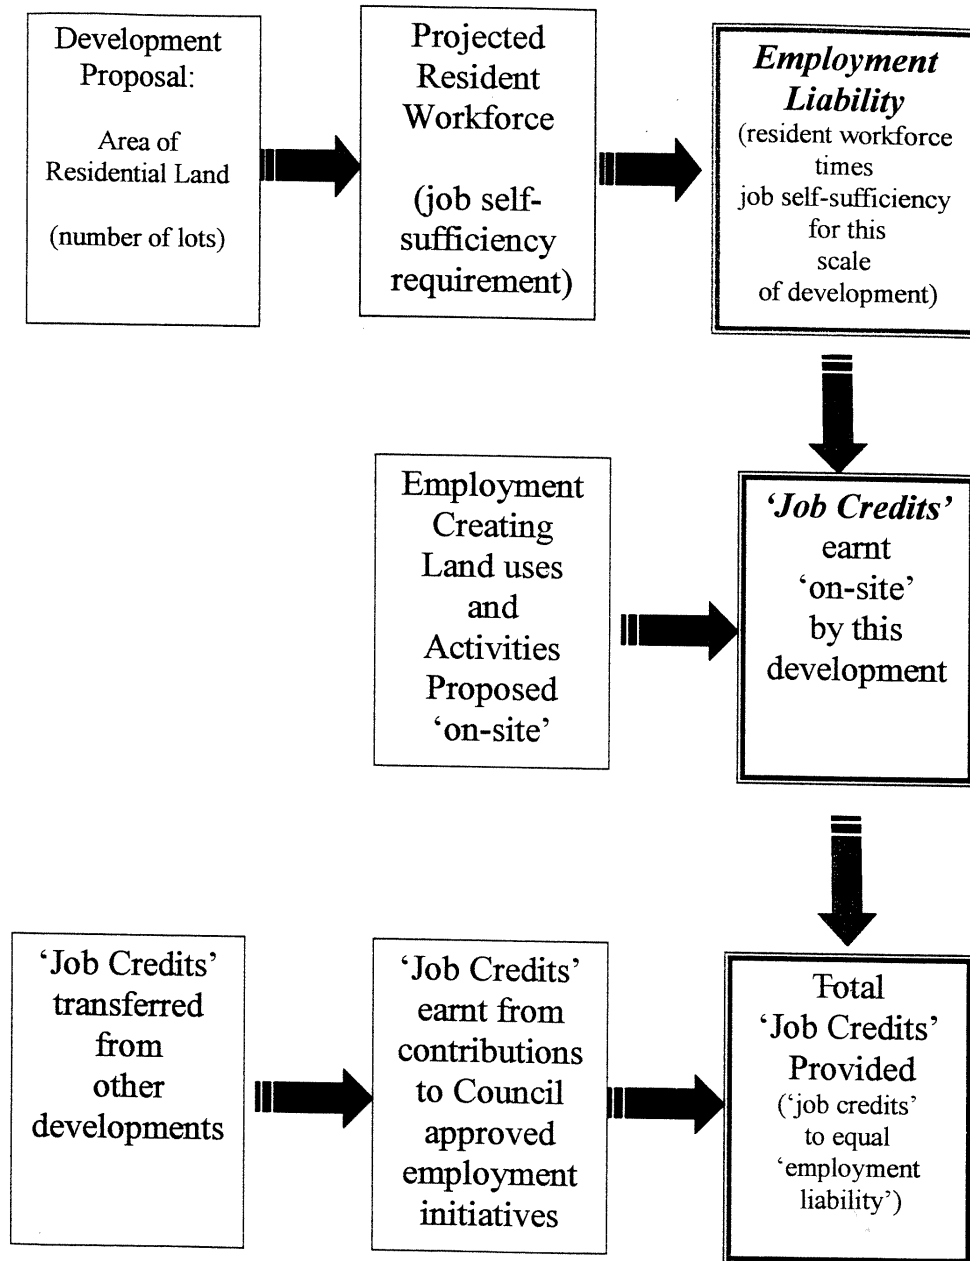 Development
Proposal:
Area of
Residential Land
(number of lots)
Projected
Resident
Workforce
(job self-
sufficiency
requirement)
Employment
Liability
(resident workforce
times
job self-sufficiency
for this
scale
of development)
Employment
Creating
Land uses
and
Activities
Proposed
‘on-site’
‘Job Credits’
earnt
‘on-site’
by this
development
‘Job Credits’
transferred
from
other
developments
‘Job Credits’
earnt from
contributions
to Council
approved
employment
initiatives
Total
‘Job Credits’
Provided
(‘job credits’
to equal
‘employment
liability’)